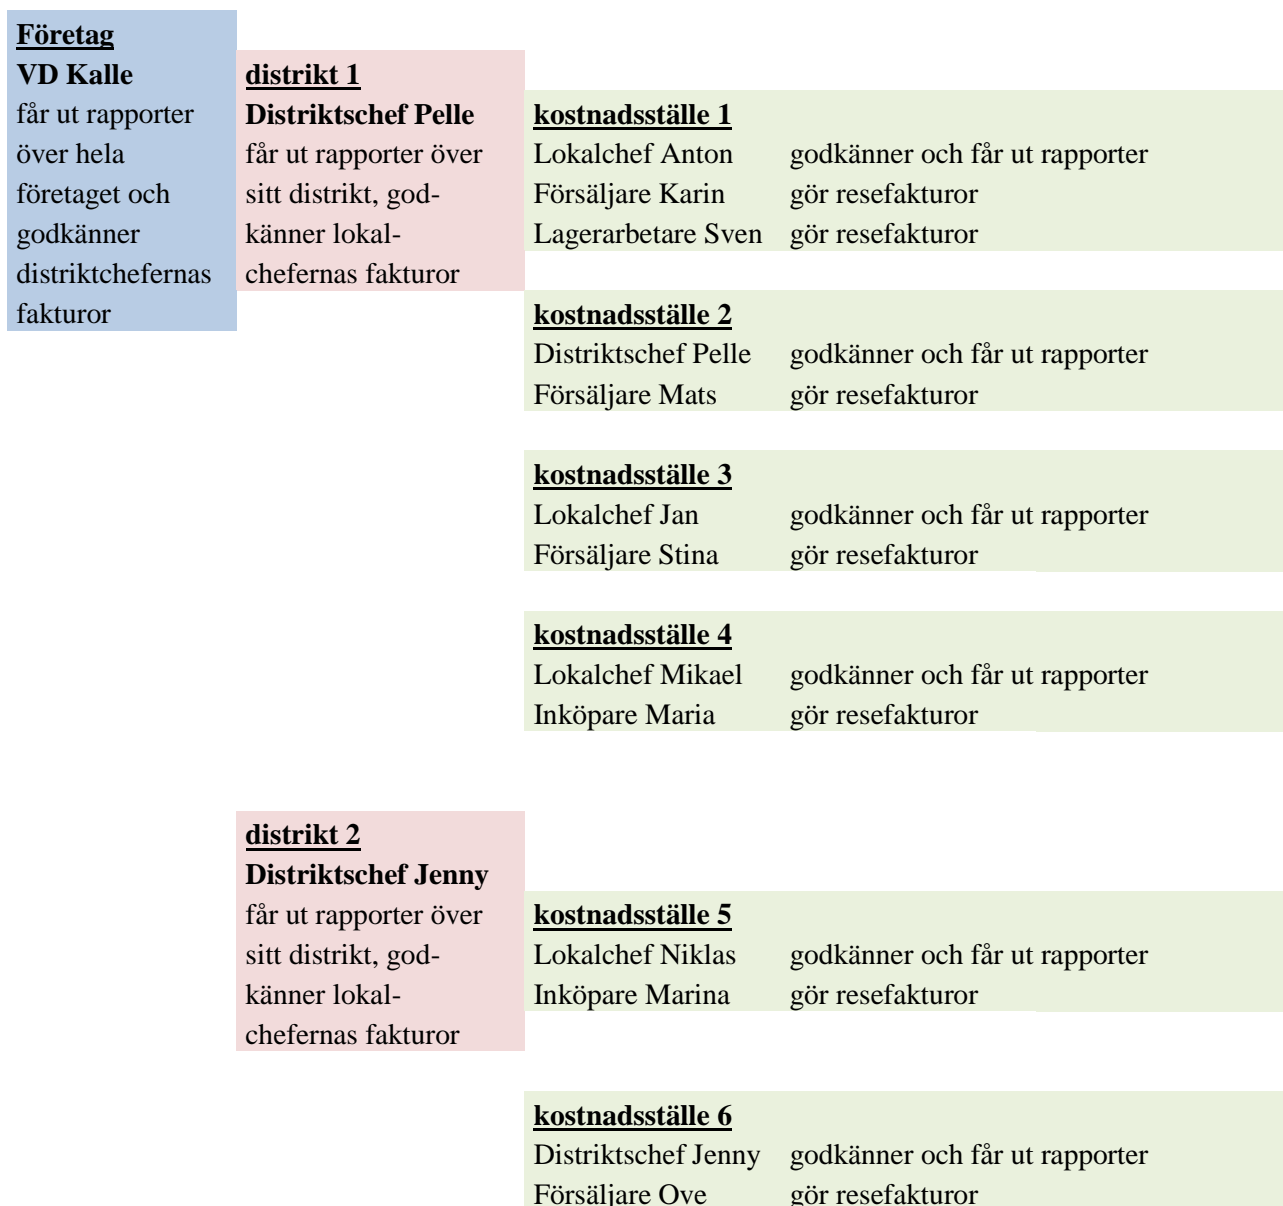 Företag
VD Kalle
får ut rapporter
över hela
företaget och
godkänner
distriktchefernas
fakturor
distrikt 1
Distriktschef Pelle
får ut rapporter över
sitt distrikt, god-
känner lokal-
chefernas fakturor
kostnadsställe 1
Lokalchef Anton godkänner och får ut rapporter
Försäljare Karin gör resefakturor
Lagerarbetare Sven gör resefakturor
kostnadsställe 2
Distriktschef Pelle godkänner och får ut rapporter
Försäljare Mats gör resefakturor
kostnadsställe 3
Lokalchef Jan godkänner och får ut rapporter
Försäljare Stina gör resefakturor
kostnadsställe 4
Lokalchef Mikael godkänner och får ut rapporter
Inköpare Maria gör resefakturor
distrikt 2
Distriktschef Jenny
får ut rapporter över
sitt distrikt, god-
känner lokal-
chefernas fakturor
kostnadsställe 5
Lokalchef Niklas godkänner och får ut rapporter
Inköpare Marina gör resefakturor
kostnadsställe 6
Distriktschef Jenny godkänner och får ut rapporter
Försäljare Ove gör resefakturor